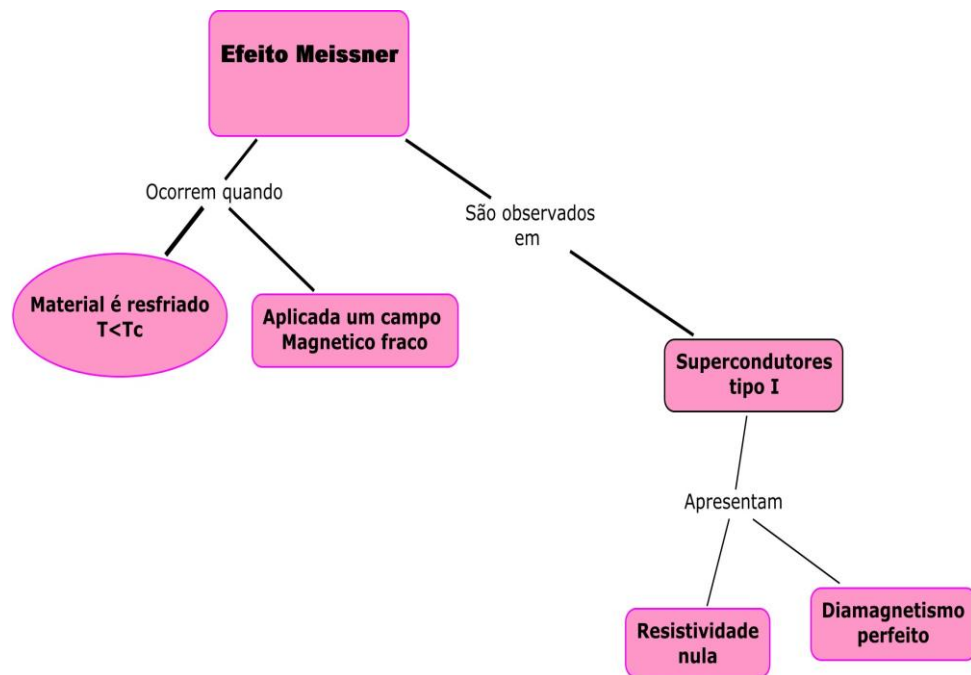 Efeito Meissner
Ocorrem quando
São observados
em
Material é resfriado
T<Tc
Aplicada um campo
Magnetico fraco
Supercondutores
tipo I
Apresentam
Resistividade
nula
Diamagnetismo
perfeito